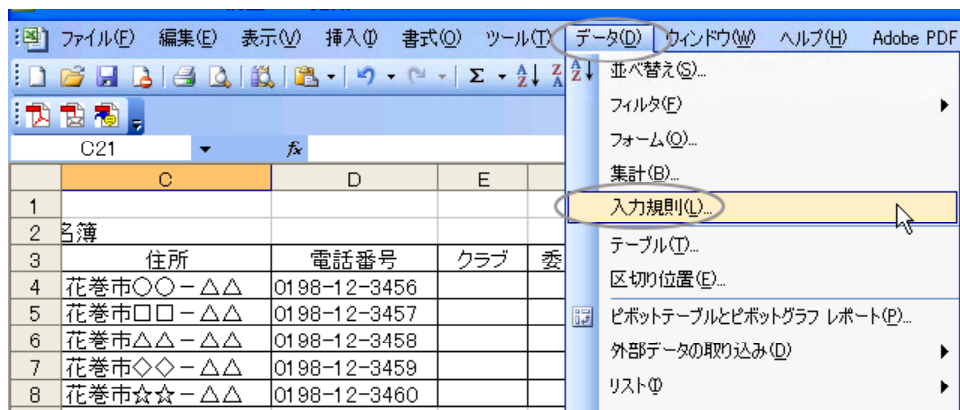 ファイル(F) 編集(E) 表示(V) 挿入(I) 書式(O) ツール(T) データ(D) ウィンドウ(W) ヘルプ(H) Adobe PDF
並べ替え(S)...
フィルタ(F)
フォーム(O)...
集計(B)...
入力規則(L)...
テーブル(T)...
区切り位置(E)...
ピボットテーブルとピボットグラフ レポート(P)...
外部データの取り込み(D)
リスト(I)
C21 fx
C D E
1
2 名簿
3 住所 電話番号 クラブ 委
4 花巻市○○－△△ 0198-12-3456
5 花巻市□□－△△ 0198-12-3457
6 花巻市△△－△△ 0198-12-3458
7 花巻市◇◇－△△ 0198-12-3459
8 花巻市☆☆－△△ 0198-12-3460